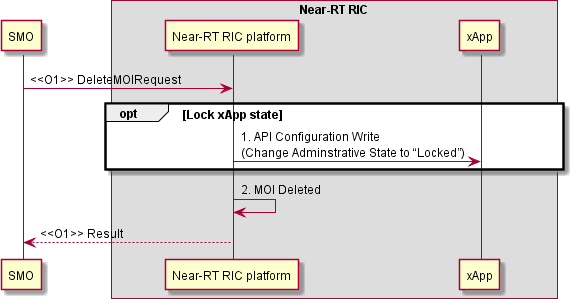 Near-RT RIC
SMO
Near-RT RIC platform
xApp
<<O1>> DeleteMOIRequest
opt
[Lock xApp state]
1. API Configuration Write
(Change Adminstrative State to “Locked”)
2. MOI Deleted
<<O1>> Result
SMO
Near-RT RIC platform
xApp